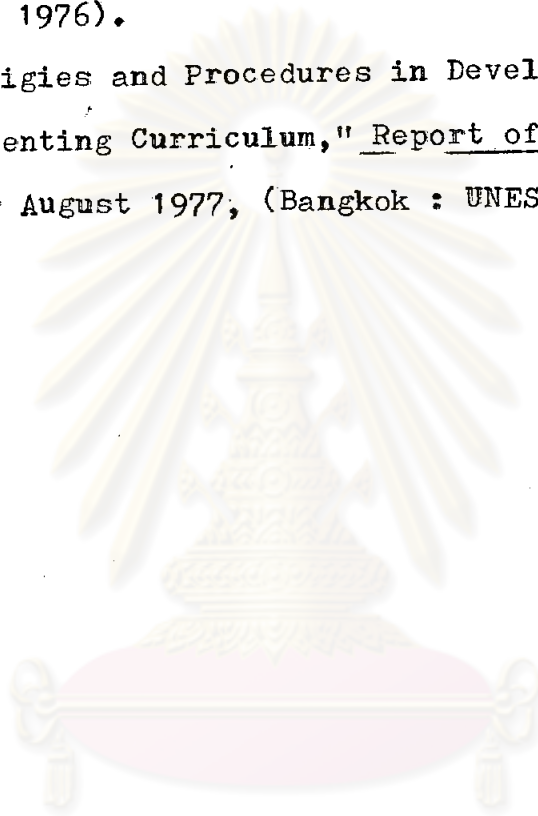 1976).
igies and Procedures in Devel
enting Curriculum," Report of
August 1977, (Bangkok : UNES